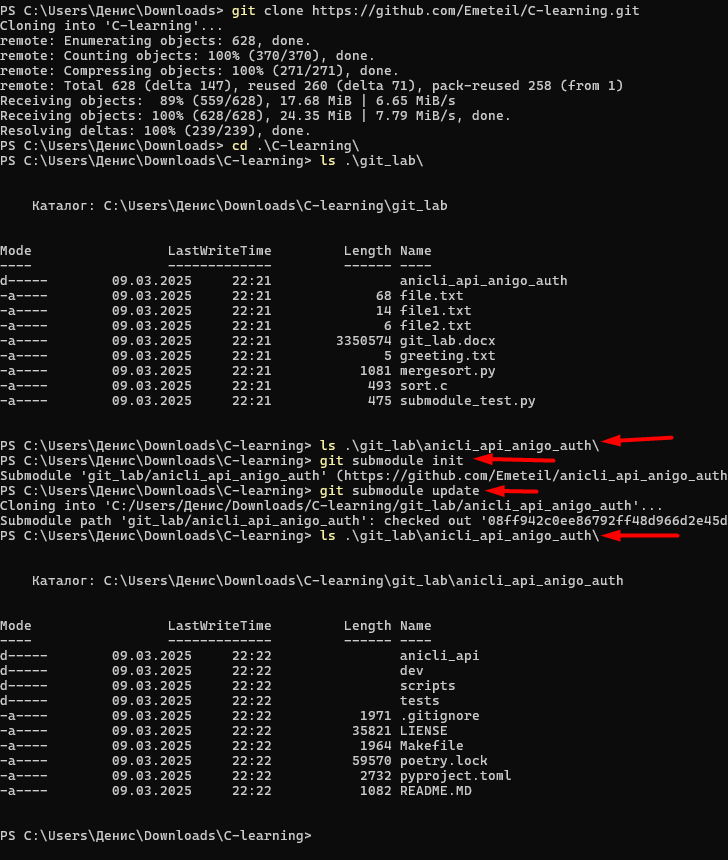 PS C:\Users\Денис\Downloads> git clone https://github.com/Emeteil/C-learning.git
Cloning into 'C-learning'...
remote: Enumerating objects: 628, done.
remote: Counting objects: 100% (370/370), done.
remote: Compressing objects: 100% (271/271), done.
remote: Total 628 (delta 147), reused 260 (delta 71), pack-reused 258 (from 1)
Receiving objects:  89% (559/628), 17.68 MiB | 6.65 MiB/s
Receiving objects: 100% (628/628), 24.35 MiB | 7.79 MiB/s, done.
Resolving deltas: 100% (239/239), done.
PS C:\Users\Денис\Downloads> cd .\C-learning\
PS C:\Users\Денис\Downloads\C-learning> ls .\git_lab\
Каталог: C:\Users\Денис\Downloads\C-learning\git_lab
Mode LastWriteTime Length Name
---- ------------- ------ ----
d----- 09.03.2025 22:21 anicli_api_anigo_auth
-a---- 09.03.2025 22:21 68 file.txt
-a---- 09.03.2025 22:21 14 file1.txt
-a---- 09.03.2025 22:21 6 file2.txt
-a---- 09.03.2025 22:21 3350574 git_lab.docx
-a---- 09.03.2025 22:21 5 greeting.txt
-a---- 09.03.2025 22:21 1081 mergesort.py
-a---- 09.03.2025 22:21 493 sort.c
-a---- 09.03.2025 22:21 475 submodule_test.py
PS C:\Users\Денис\Downloads\C-learning> ls .\git_lab\anicli_api_anigo_auth\
PS C:\Users\Денис\Downloads\C-learning> git submodule init
Submodule 'git_lab/anicli_api_anigo_auth' (https://github.com/Emeteil/anicli_api_anigo_auth
PS C:\Users\Денис\Downloads\C-learning> git submodule update
Cloning into 'C:/Users/Денис/Downloads/C-learning/git_lab/anicli_api_anigo_auth'...
Submodule path 'git_lab/anicli_api_anigo_auth': checked out '08ff942c0ee86792ff48d966d2e45d
PS C:\Users\Денис\Downloads\C-learning> ls .\git_lab\anicli_api_anigo_auth\
Каталог: C:\Users\Денис\Downloads\C-learning\git_lab\anicli_api_anigo_auth
Mode LastWriteTime Length Name
---- ------------- ------ ----
d----- 09.03.2025 22:22 anicli_api
d----- 09.03.2025 22:22 dev
d----- 09.03.2025 22:22 scripts
d----- 09.03.2025 22:22 tests
-a---- 09.03.2025 22:22 1971 .gitignore
-a---- 09.03.2025 22:22 35821 LIENSE
-a---- 09.03.2025 22:22 1964 Makefile
-a---- 09.03.2025 22:22 59570 poetry.lock
-a---- 09.03.2025 22:22 2732 pyproject.toml
-a---- 09.03.2025 22:22 1082 README.MD
PS C:\Users\Денис\Downloads\C-learning>